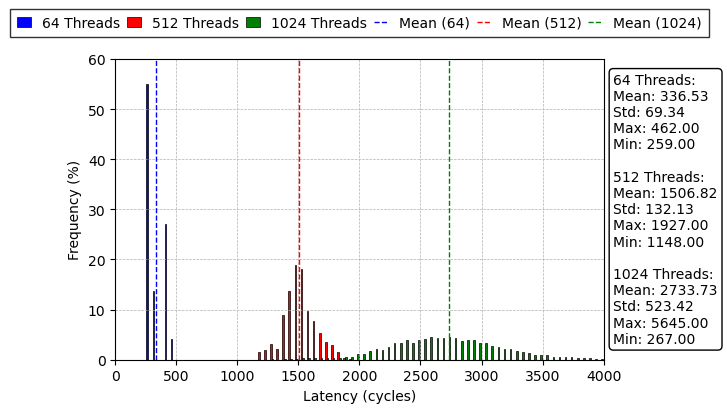 64 Threads 512 Threads 1024 Threads Mean (64) Mean (512) Mean (1024)
60
50
40
30
20
10
0
Frequency (%)
0 500 1000 1500 2000 2500 3000 3500 4000
Latency (cycles)
64 Threads:
Mean: 336.53
Std: 69.34
Max: 462.00
Min: 259.00
512 Threads:
Mean: 1506.82
Std: 132.13
Max: 1927.00
Min: 1148.00
1024 Threads:
Mean: 2733.73
Std: 523.42
Max: 5645.00
Min: 267.00